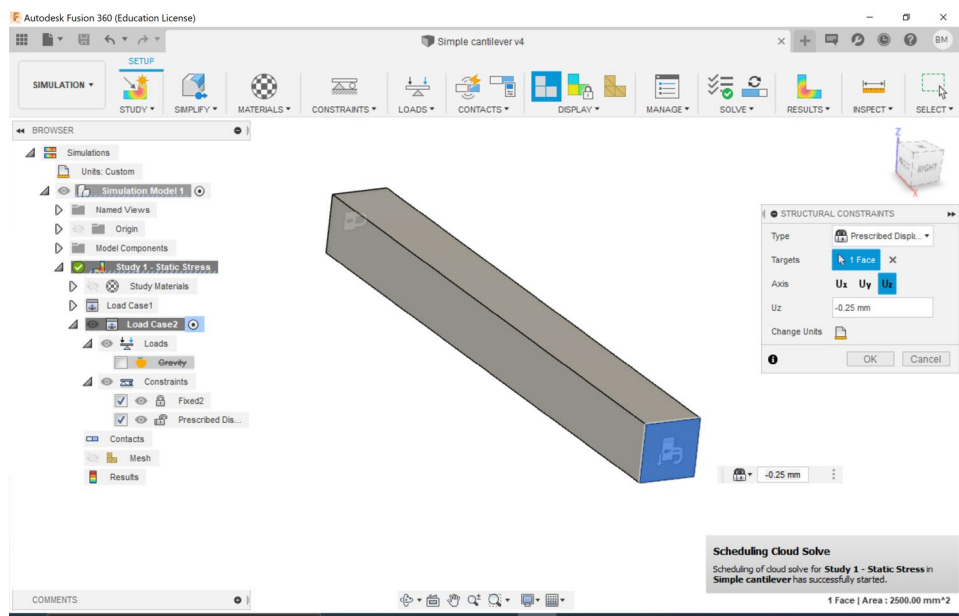 Autodesk Fusion 360 (Education License)
Simple cantilever v4
BM
SETUP
SIMULATION
STUDY
SIMPLIFY
MATERIALS
CONSTRAINTS
LOADS
CONTACTS
DISPLAY
MANAGE
SOLVE
RESULTS
INSPECT
SELECT
BROWSER
Simulations
Units: Custom
Simulation Model 1
Named Views
Origin
Model Components
Study 1 - Static Stress
Study Materials
Load Case1
Load Case2
Loads
Gravity
Constraints
Fixed2
Prescribed Dis...
Contacts
Mesh
Results
Z
RIGHT
X
STRUCTURAL CONSTRAINTS
Type Prescribed Displ...
Targets 1 Face
Axis Ux Uy Uz
Uz -0.25 mm
Change Units
OK Cancel
-0.25 mm
Scheduling Cloud Solve
Scheduling of cloud solve for Study 1 - Static Stress in
Simple cantilever has successfully started.
COMMENTS
1 Face | Area : 2500.00 mm^2